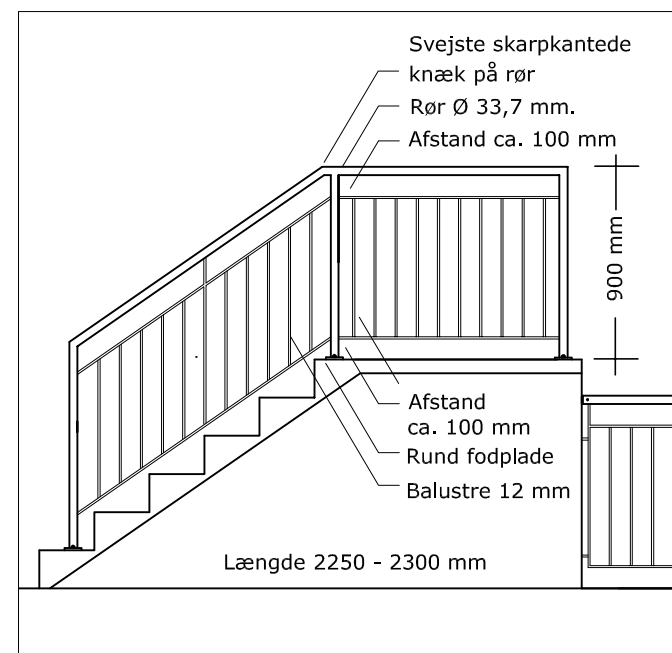 Svejste skarpkantede
knæk på rør
Rør Ø 33,7 mm.
Afstand ca. 100 mm
900 mm
Afstand
ca. 100 mm
Rund fodplade
Balustre 12 mm
Længde 2250 - 2300 mm